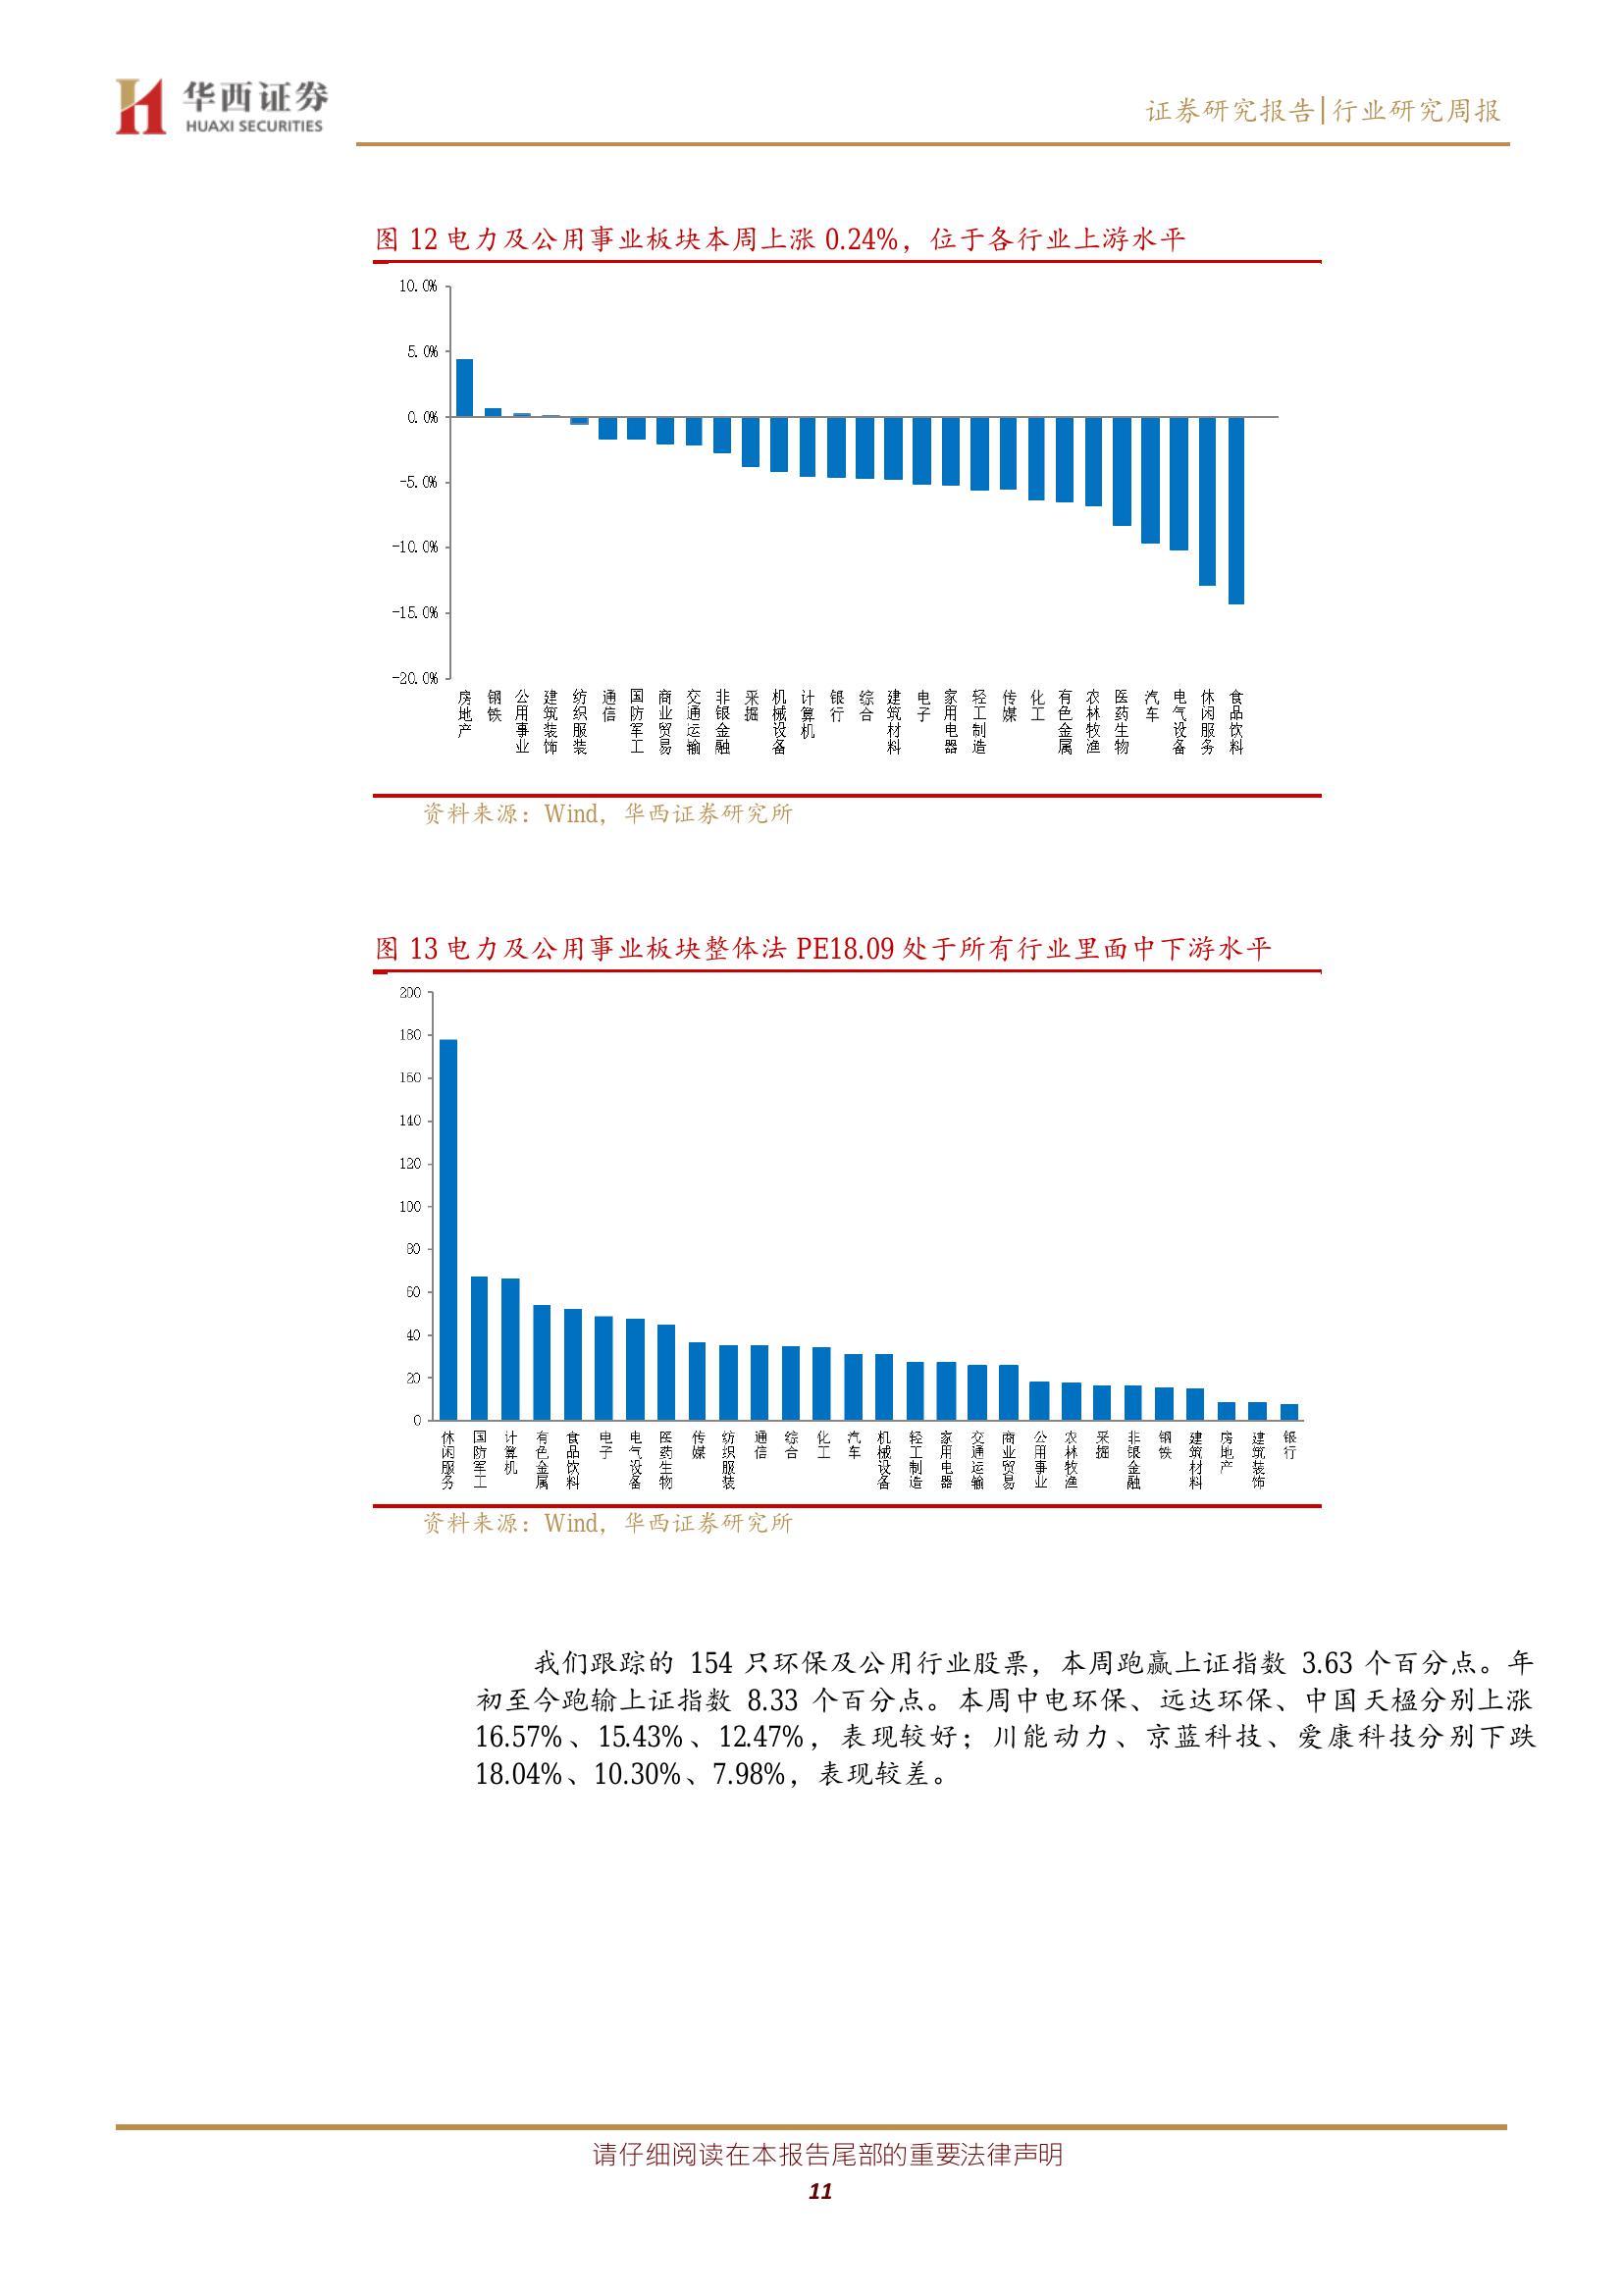 华西证券
HUAXI SECURITIES
证券研究报告|行业研究周报
图 12 电力及公用事业板块本周上涨 0.24%，位于各行业上游水平
10.0%
5.0%
0.0%
-5.0%
-10.0%
-15.0%
-20.0%
房地产
钢铁
公用事业
建筑装饰
纺织服装
通信
国防军工
商业贸易
交通运输
非银金融
采掘
机械设备
计算机
银行
综合
建筑材料
电子
家用电器
轻工制造
传媒
化工
有色金属
农林牧渔
医药生物
汽车
电气设备
休闲服务
食品饮料
资料来源：Wind，华西证券研究所
图 13 电力及公用事业板块整体法 PE18.09 处于所有行业里面中下游水平
200
180
160
140
120
100
80
60
40
20
0
休闲服务
国防军工
计算机
有色金属
食品饮料
电子
电气设备
医药生物
传媒
纺织服装
通信
综合
化工
汽车
机械设备
轻工制造
家用电器
交通运输
商业贸易
公用事业
农林牧渔
采掘
非银金融
钢铁
建筑材料
房地产
建筑装饰
银行
资料来源：Wind，华西证券研究所
我们跟踪的 154 只环保及公用行业股票，本周跑赢上证指数 3.63 个百分点。年
初至今跑输上证指数 8.33 个百分点。本周中电环保、远达环保、中国天楹分别上涨
16.57%、15.43%、12.47%，表现较好；川能动力、京蓝科技、爱康科技分别下跌
18.04%、10.30%、7.98%，表现较差。
请仔细阅读在本报告尾部的重要法律声明
11